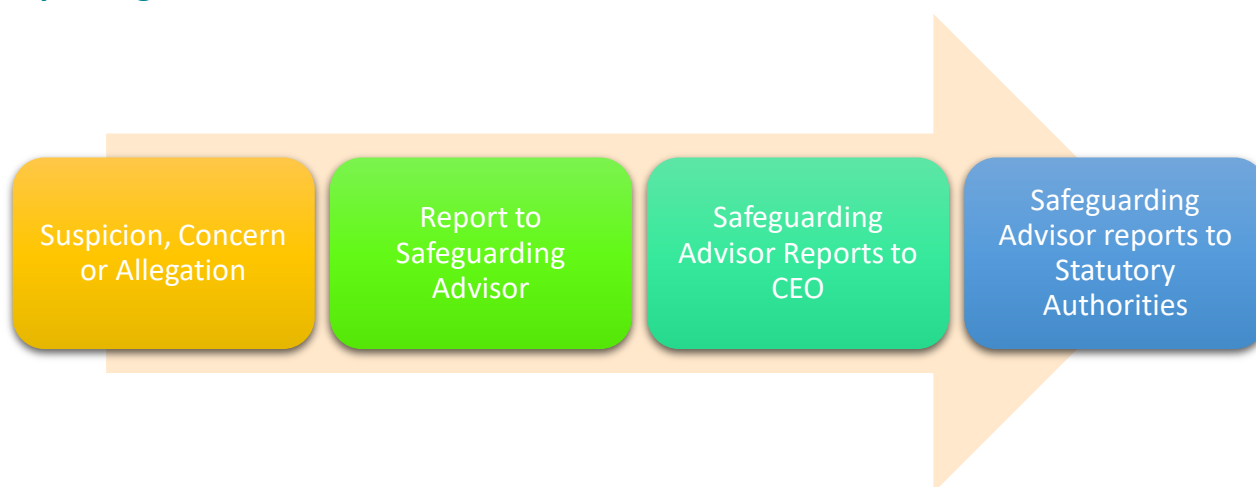 Suspicion, Concern
or Allegation
Report to
Safeguarding
Advisor
Safeguarding
Advisor Reports to
CEO
Safeguarding
Advisor reports to
Statutory
Authorities